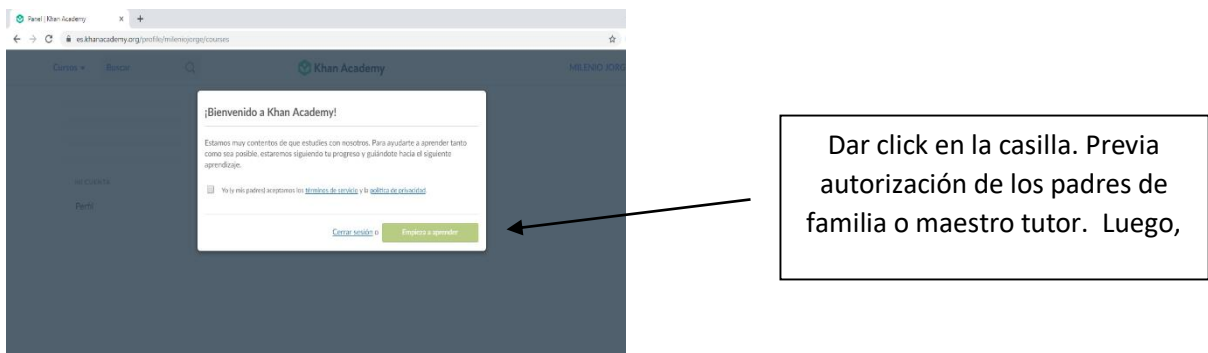 Panel | Khan Academy
es.khanacademy.org/profile/mileniojorge/courses
Cursos
Buscar
Khan Academy
MILENIO JORG
¡Bienvenido a Khan Academy!
Estamos muy contentos de que estudies con nosotros. Para ayudarte a aprender tanto
como sea posible, estaremos siguiendo tu progreso y guiándote hacia el siguiente
aprendizaje.
MI CUENTA
Yo (y mis padres) aceptamos los términos de servicio y la política de privacidad
Perfil
Cerrar sesión o Empieza a aprender
Dar click en la casilla. Previa
autorización de los padres de
familia o maestro tutor. Luego,